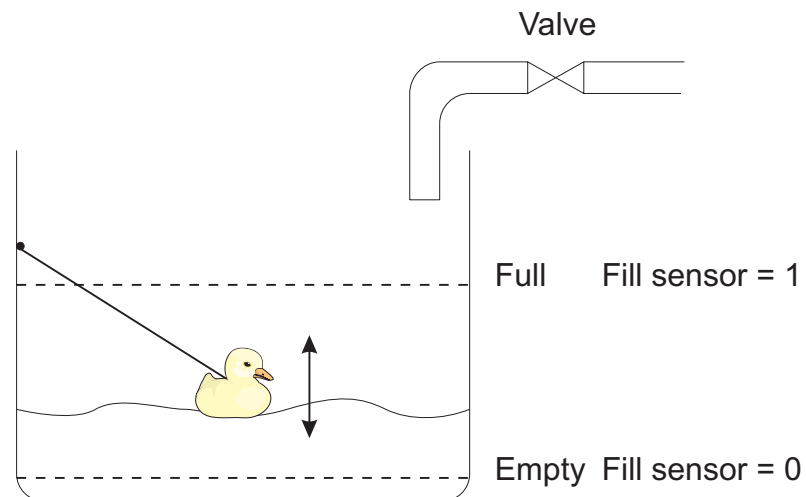 Valve
Full Fill sensor = 1
Empty Fill sensor = 0